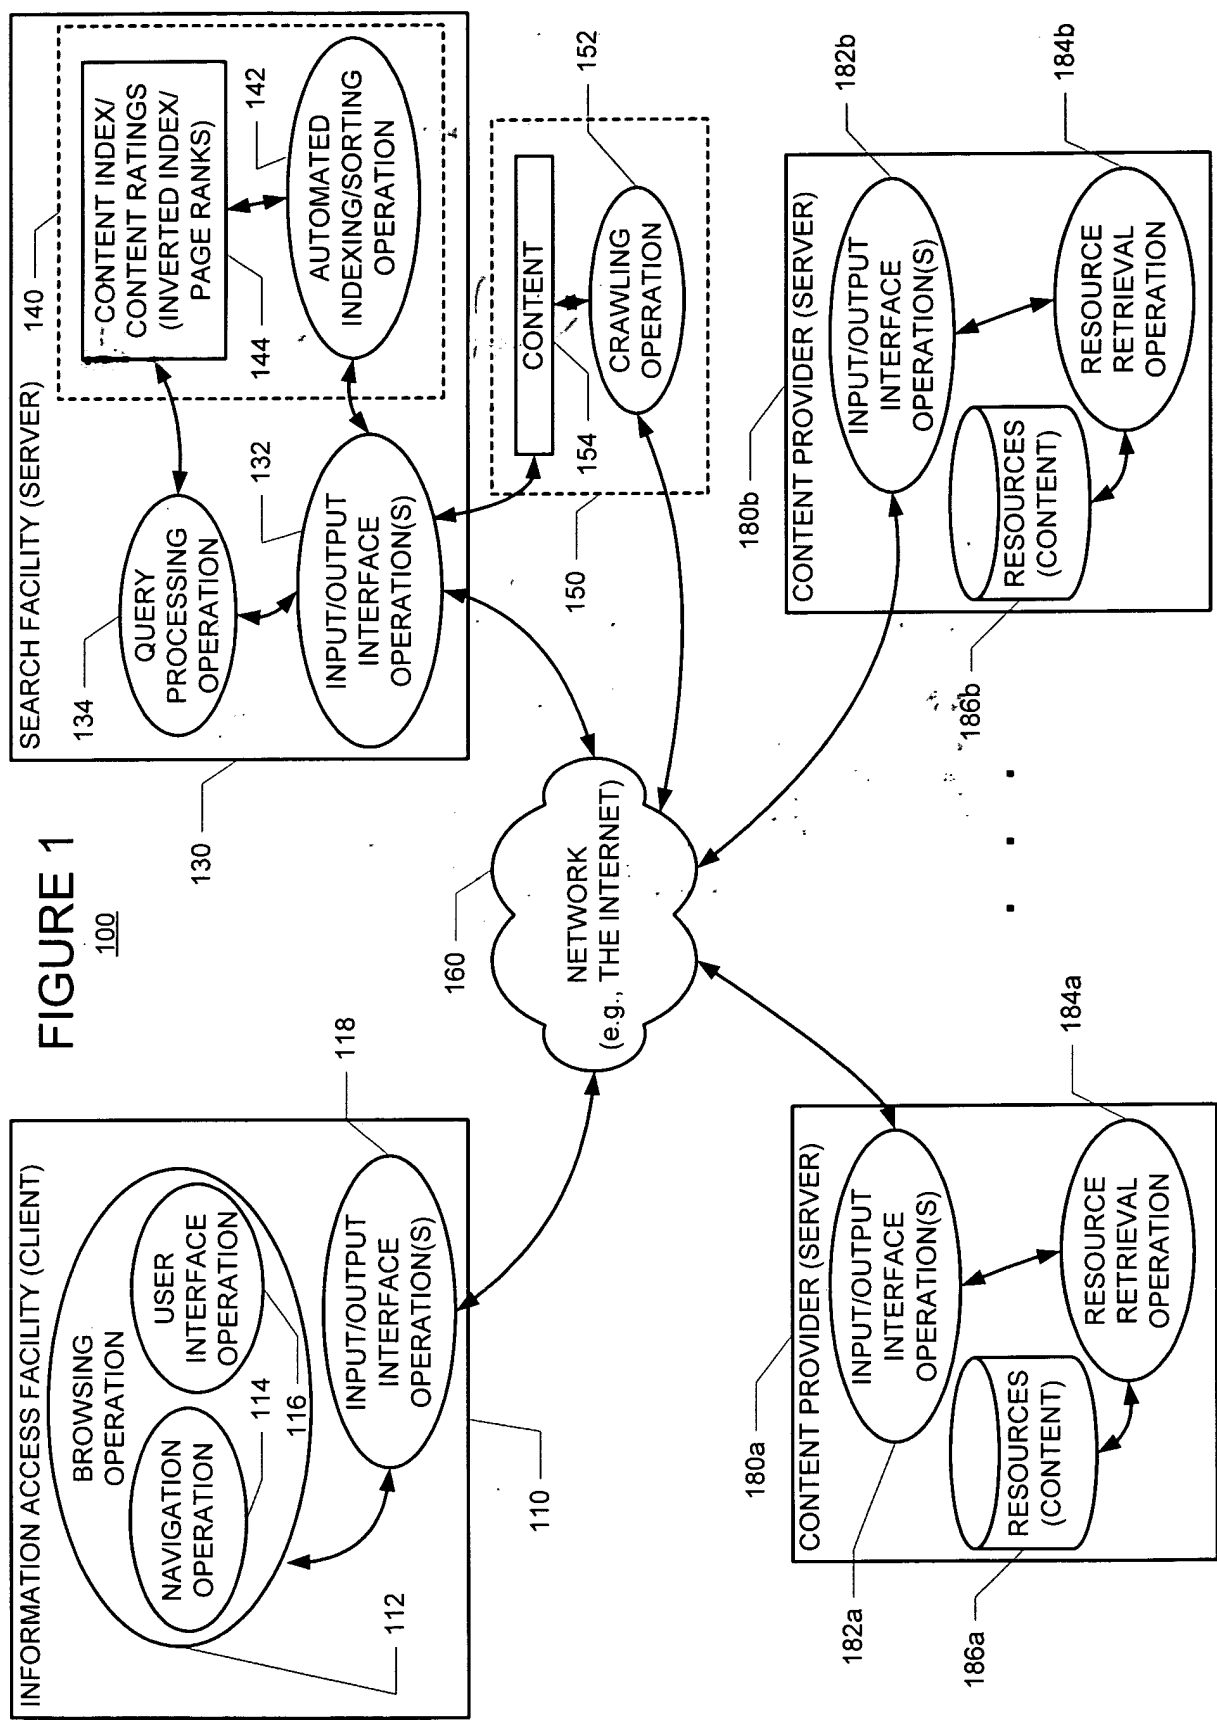 FIGURE 1
100
INFORMATION ACCESS FACILITY (CLIENT)
BROWSING
OPERATION
NAVIGATION
OPERATION
114
USER
INTERFACE
OPERATION
116
112
INPUT/OUTPUT
INTERFACE
OPERATION(S)
118
110
SEARCH FACILITY (SERVER)
130
134
QUERY
PROCESSING
OPERATION
132
INPUT/OUTPUT
INTERFACE
OPERATION(S)
140
CONTENT INDEX/
CONTENT RATINGS
(INVERTED INDEX/
PAGE RANKS)
144
142
AUTOMATED
INDEXING/SORTING
OPERATION
150
CONTENT
154
152
CRAWLING
OPERATION
160
NETWORK
(e.g., THE INTERNET)
180a
CONTENT PROVIDER (SERVER)
182a
INPUT/OUTPUT
INTERFACE
OPERATION(S)
186a
RESOURCES
(CONTENT)
184a
RESOURCE
RETRIEVAL
OPERATION
. . .
180b
CONTENT PROVIDER (SERVER)
182b
INPUT/OUTPUT
INTERFACE
OPERATION(S)
186b
RESOURCES
(CONTENT)
184b
RESOURCE
RETRIEVAL
OPERATION